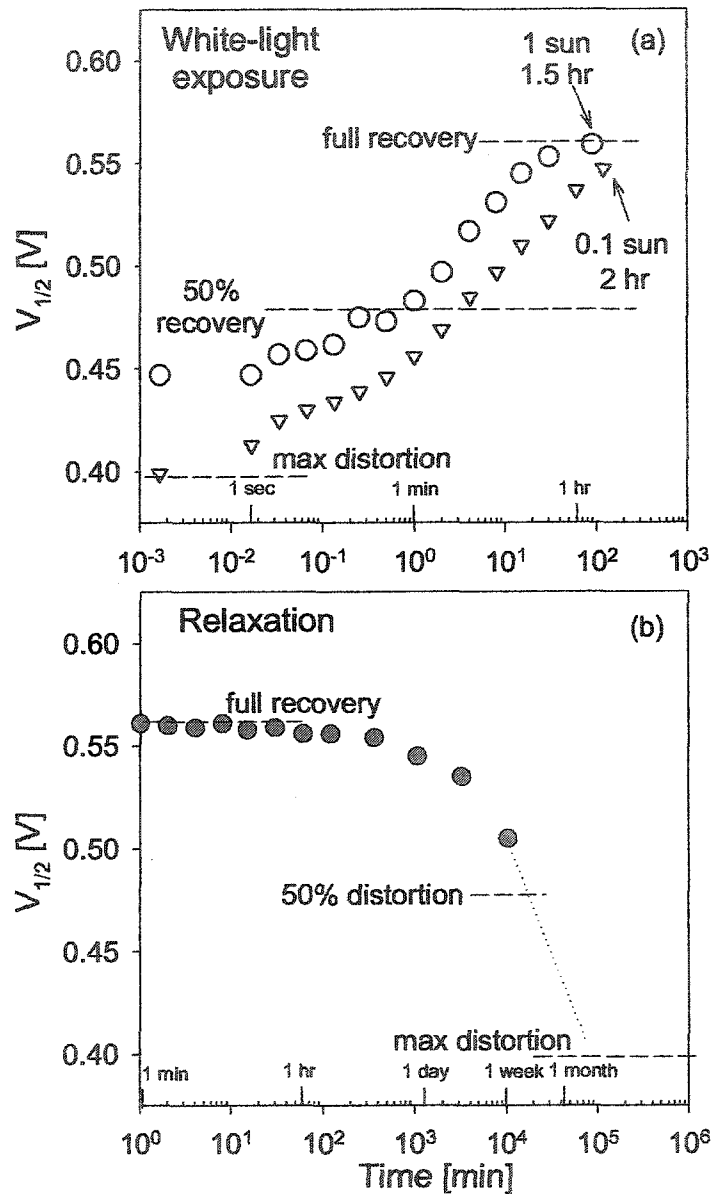 White-light
exposure
(a)
1 sun
1.5 hr
full recovery
50%
recovery
0.1 sun
2 hr
max distortion
1 sec
1 min
1 hr
0.60
0.55
0.50
0.45
0.40
V1/2 [V]
10-3 10-2 10-1 100 101 102 103
Relaxation
(b)
full recovery
50% distortion
max distortion
1 min
1 hr
1 day
1 week
1 month
0.60
0.55
0.50
0.45
0.40
V1/2 [V]
100 101 102 103 104 105 106
Time [min]